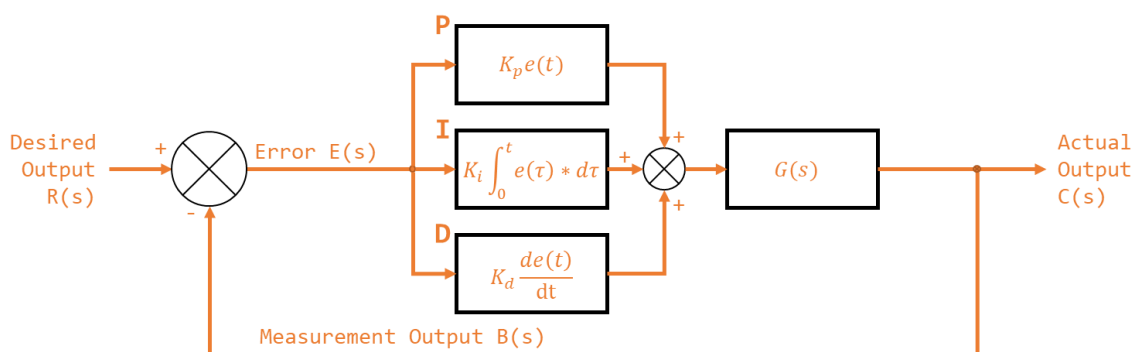 P
K_p e(t)
Desired
Output
R(s)
+
-
Error E(s)
I
K_i ∫_0^t e(τ) * dτ
+
+
+
G(s)
Actual
Output
C(s)
D
K_d de(t)/dt
Measurement Output B(s)